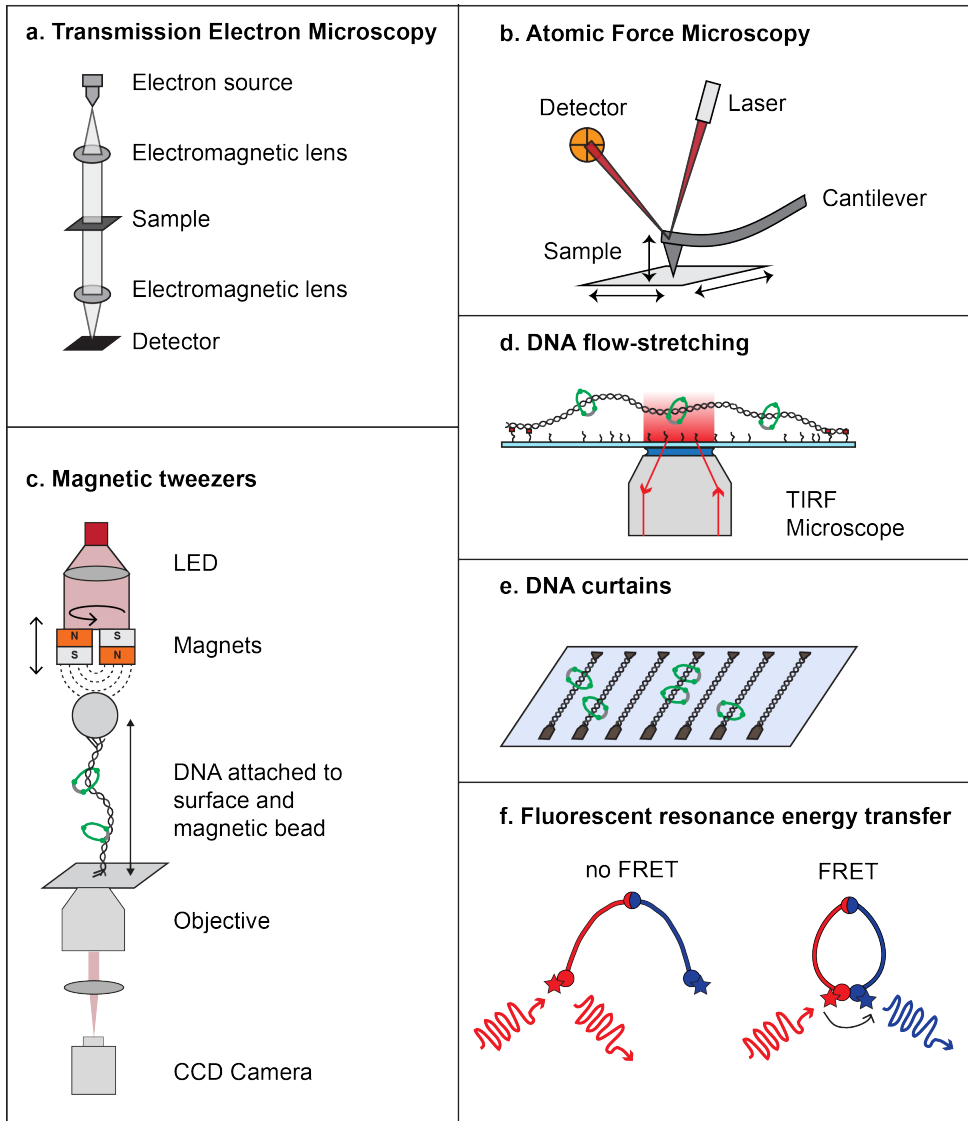 a. Transmission Electron Microscopy
Electron source
Electromagnetic lens
Sample
Electromagnetic lens
Detector
b. Atomic Force Microscopy
Detector
Laser
Cantilever
Sample
c. Magnetic tweezers
LED
N
S
S
N
Magnets
DNA attached to
surface and
magnetic bead
Objective
CCD Camera
d. DNA flow-stretching
TIRF
Microscope
e. DNA curtains
f. Fluorescent resonance energy transfer
no FRET
FRET